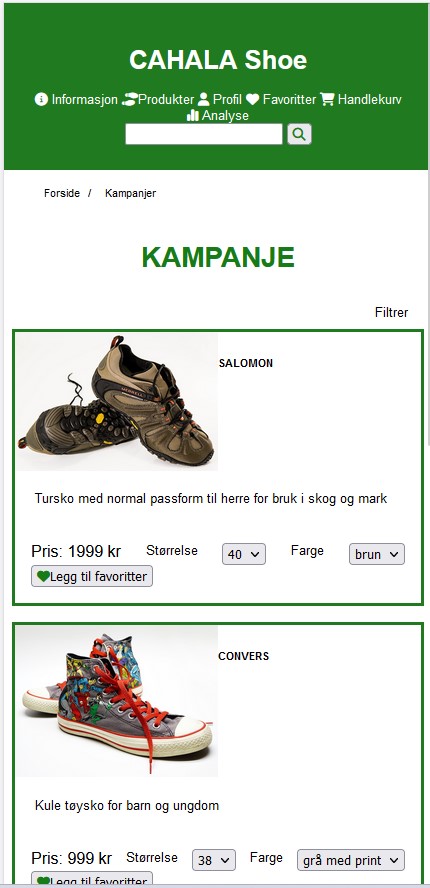 CAHALA Shoe
Informasjon Produkter Profil Favoritter Handlekurv
Analyse
Forside / Kampanjer
KAMPANJE
Filtrer
SALOMON
MERRELL
Tursko med normal passform til herre for bruk i skog og mark
Pris: 1999 kr Størrelse 40 Farge brun
Legg til favoritter
CONVERS
Kule tøysko for barn og ungdom
Pris: 999 kr Størrelse 38 Farge grå med print
Legg til favoritter